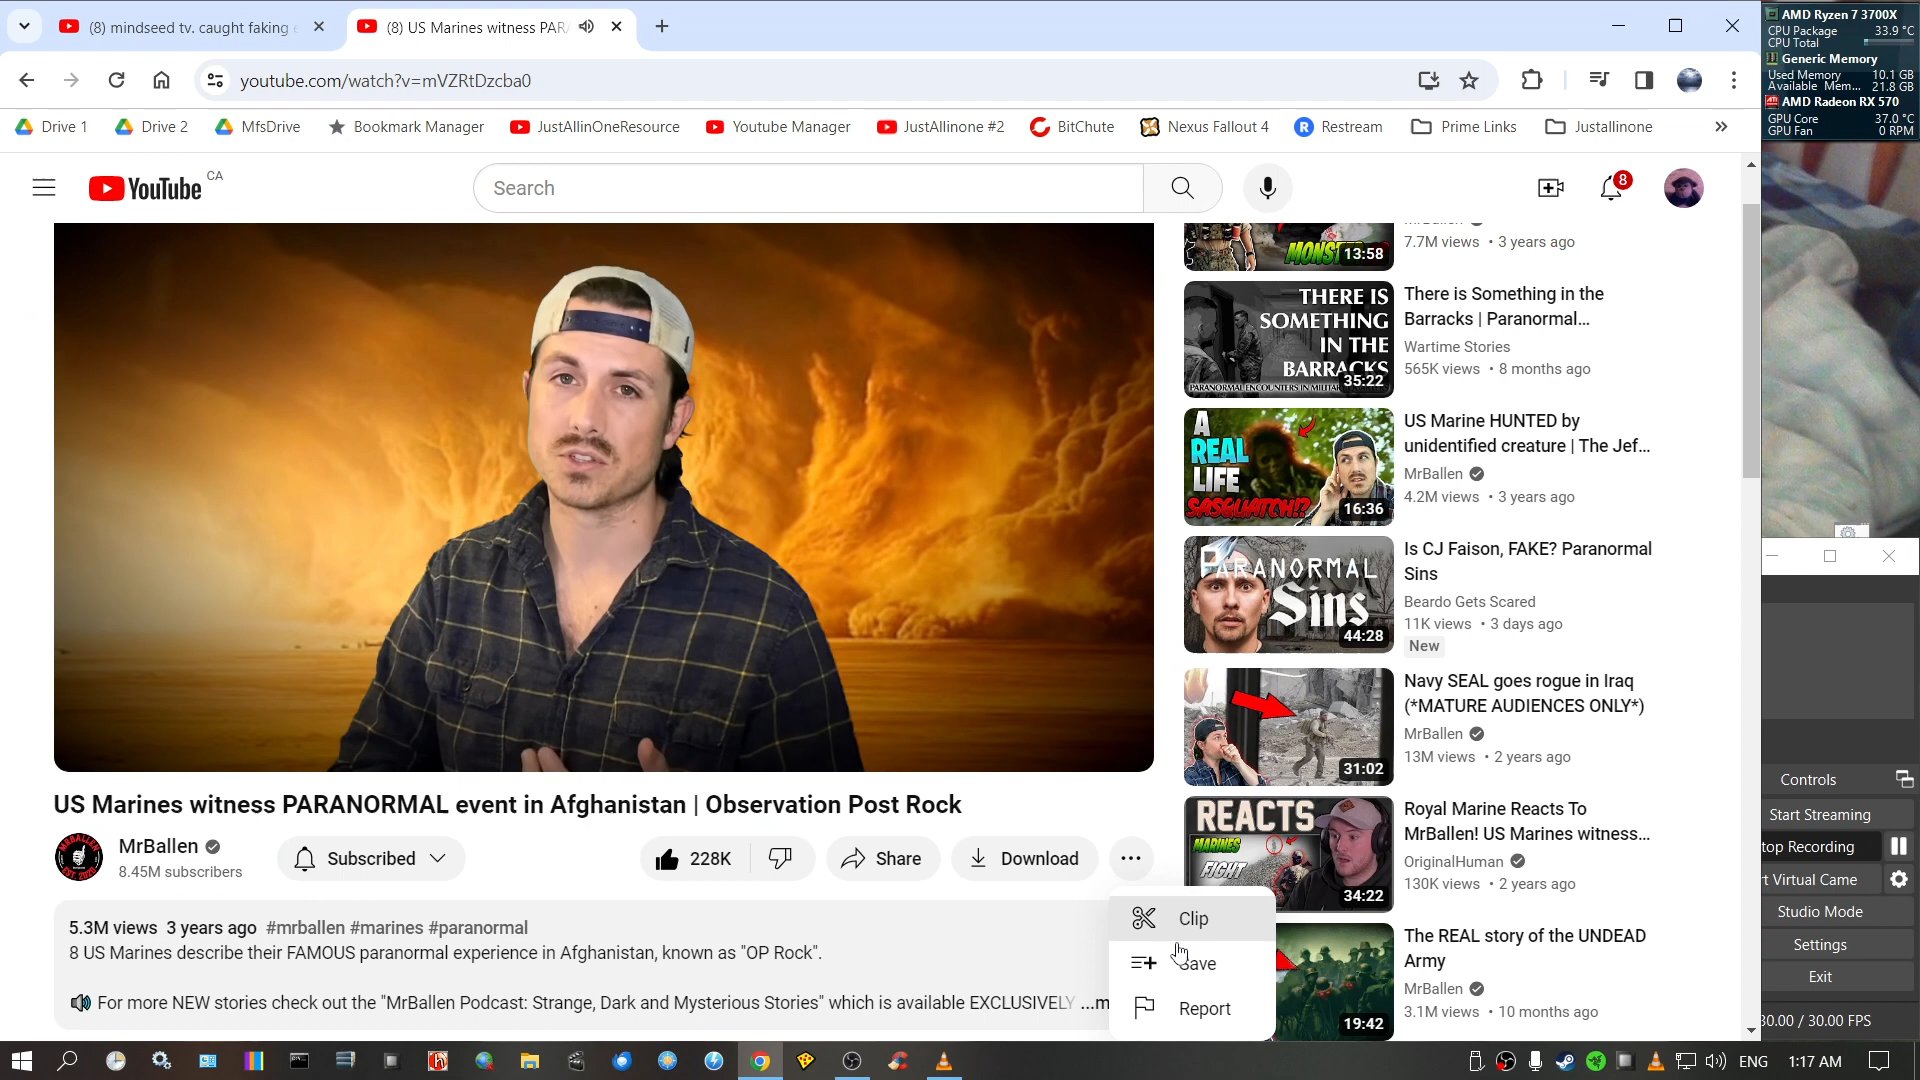 (8) mindseed tv. caught faking
(8) US Marines witness PAR
youtube.com/watch?v=mVZRtDzcba0
Drive 1
Drive 2
MfsDrive
Bookmark Manager
JustAllinOneResource
Youtube Manager
JustAllinone #2
BitChute
Nexus Fallout 4
Restream
Prime Links
Justallinone
AMD Ryzen 7 3700X
CPU Package 33.9 °C
CPU Total
Generic Memory
Used Memory 10.1 GB
Available Mem... 21.8 GB
AMD Radeon RX 570
GPU Core 37.0 °C
GPU Fan 0 RPM
YouTube CA
Search
8
MONST 13:58
7.7M views • 3 years ago
THERE IS
SOMETHING
IN THE
BARRACKS
35:22
There is Something in the
Barracks | Paranormal...
Wartime Stories
565K views • 8 months ago
A
REAL
LIFE
SASQUATCH!?
16:36
US Marine HUNTED by
unidentified creature | The Jef...
MrBallen
4.2M views • 3 years ago
PARANORMAL
Sins
44:28
Is CJ Faison, FAKE? Paranormal
Sins
Beardo Gets Scared
11K views • 3 days ago
New
31:02
Navy SEAL goes rogue in Iraq
(*MATURE AUDIENCES ONLY*)
MrBallen
13M views • 2 years ago
REACTS
MARINES
FIGHT
34:22
Royal Marine Reacts To
MrBallen! US Marines witness...
OriginalHuman
130K views • 2 years ago
19:42
The REAL story of the UNDEAD
Army
MrBallen
3.1M views • 10 months ago
US Marines witness PARANORMAL event in Afghanistan | Observation Post Rock
MrBallen
8.45M subscribers
Subscribed
228K
Share
Download
5.3M views 3 years ago #mrballen #marines #paranormal
8 US Marines describe their FAMOUS paranormal experience in Afghanistan, known as "OP Rock".
For more NEW stories check out the "MrBallen Podcast: Strange, Dark and Mysterious Stories" which is available EXCLUSIVELY ...m
Clip
Save
Report
Controls
Start Streaming
top Recording
t Virtual Came
Studio Mode
Settings
Exit
30.00 / 30.00 FPS
ENG
1:17 AM